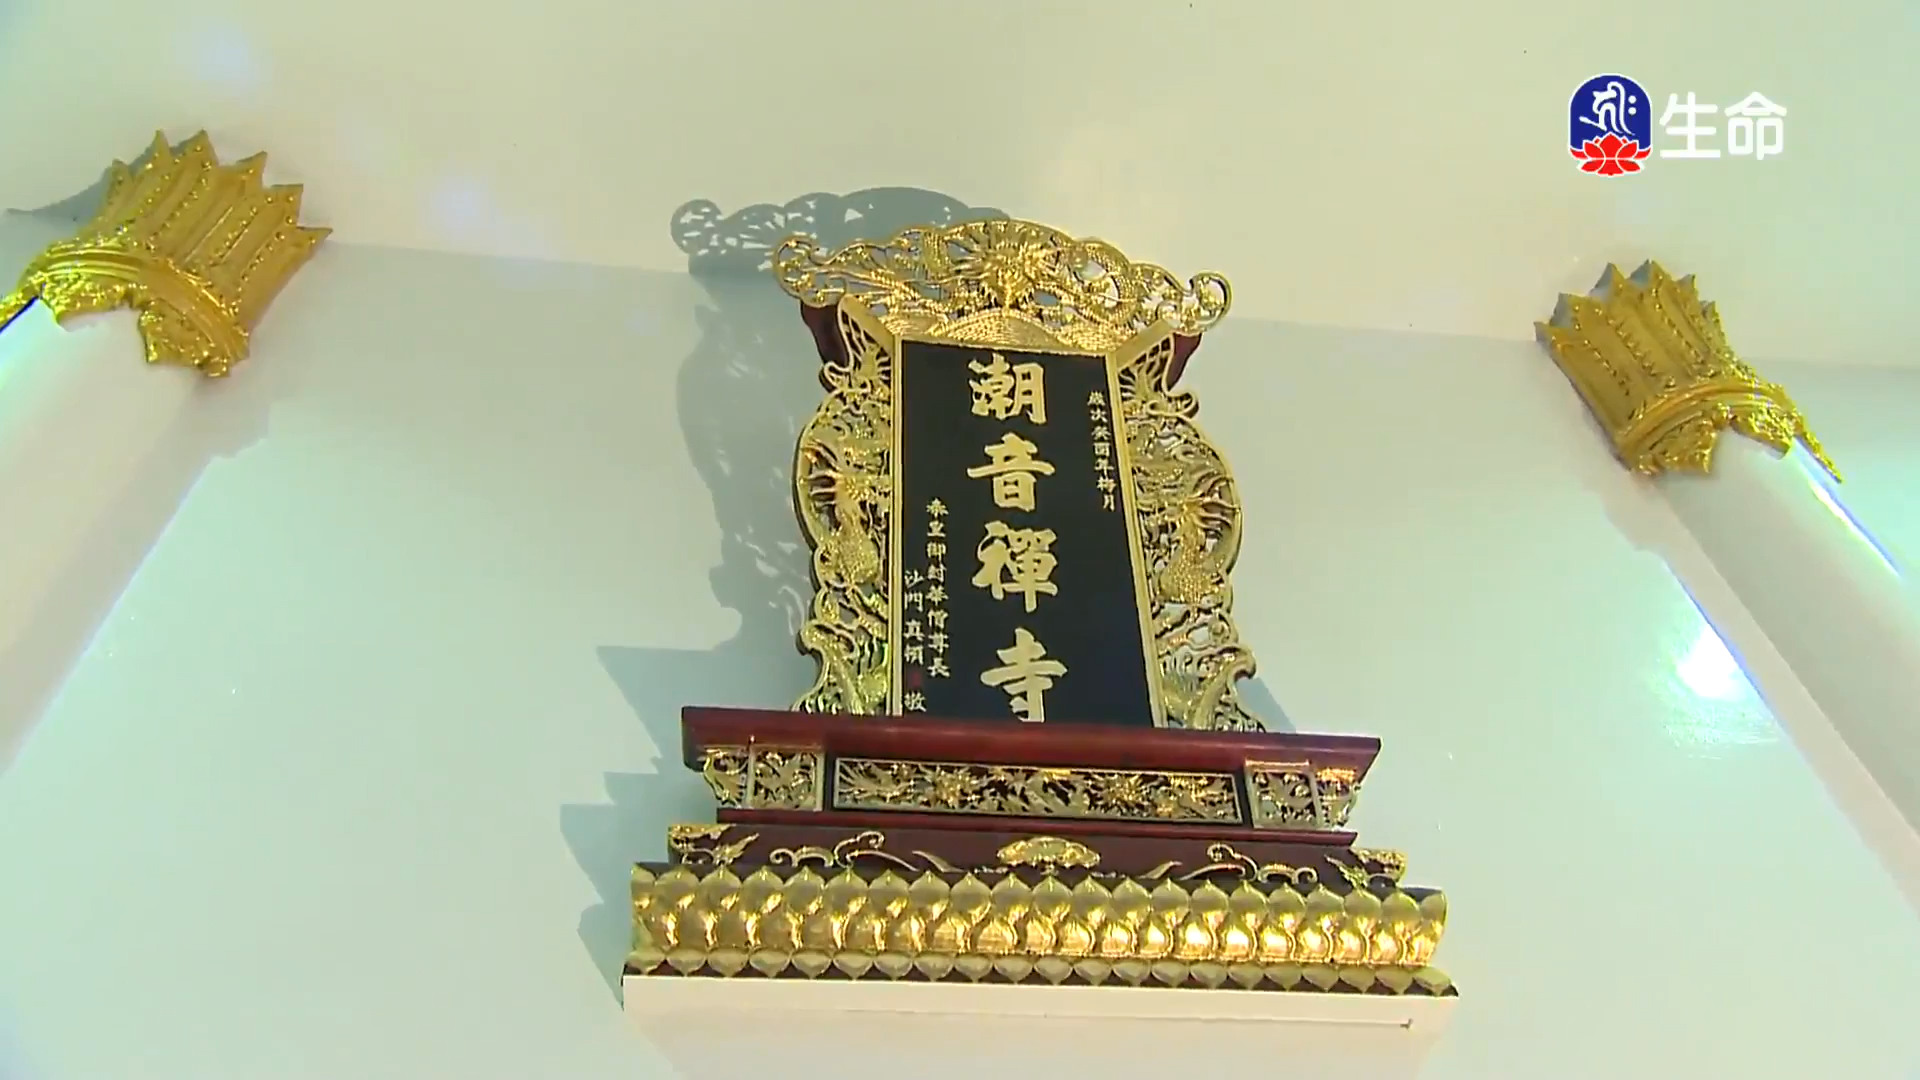 生命
歲次癸酉年梅月
潮音禪寺
泰皇御封華僧尊長
沙門真頓 敬